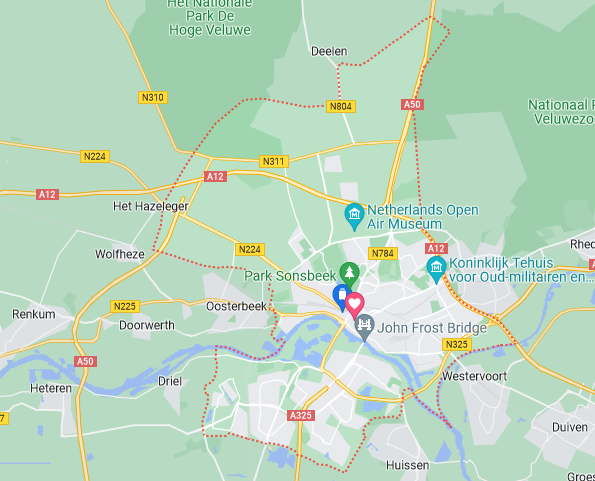 Het Nationale
Park De
Hoge Veluwe
Deelen
N310
N804
A50
Nationaal
Veluwezo
N224
N311
A12
A12
Het Hazeleger
Netherlands Open
Air Museum
Wolfheze
N224
N784
A12
Rhed
Park Sonsbeek
Koninklijk Tehuis
voor Oud-militairen en...
N225
Oosterbeek
Renkum
Doorwerth
John Frost Bridge
N325
A50
Westervoort
Driel
Heteren
A325
7
Duiven
Huissen
Groes